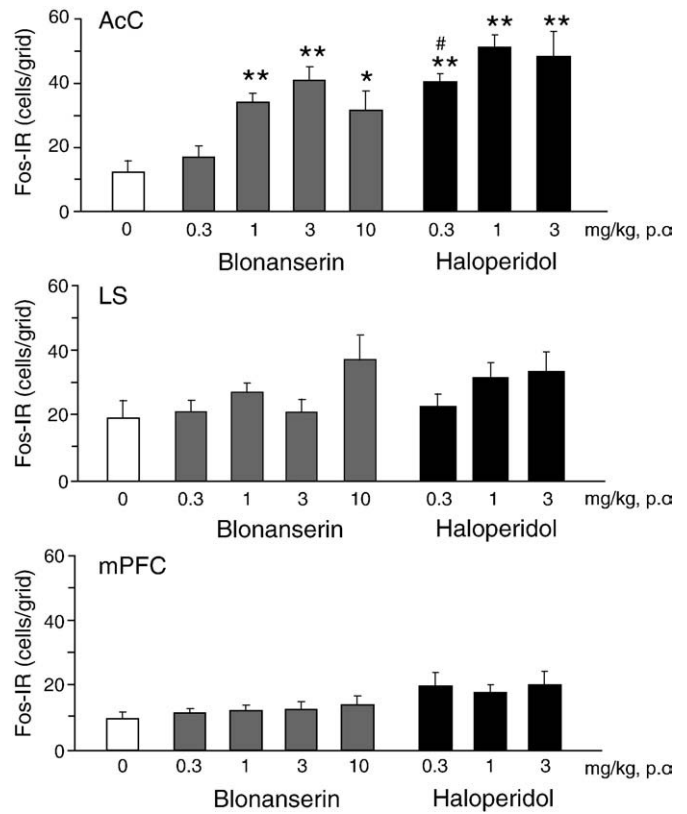 AcC
Fos-IR (cells/grid)
60
40
20
0
** ** * # ** ** **
0 0.3 1 3 10 0.3 1 3 mg/kg, p.α
Blonanserin Haloperidol
LS
Fos-IR (cells/grid)
60
40
20
0
0 0.3 1 3 10 0.3 1 3 mg/kg, p.α
Blonanserin Haloperidol
mPFC
Fos-IR (cells/grid)
60
40
20
0
0 0.3 1 3 10 0.3 1 3 mg/kg, p.α
Blonanserin Haloperidol